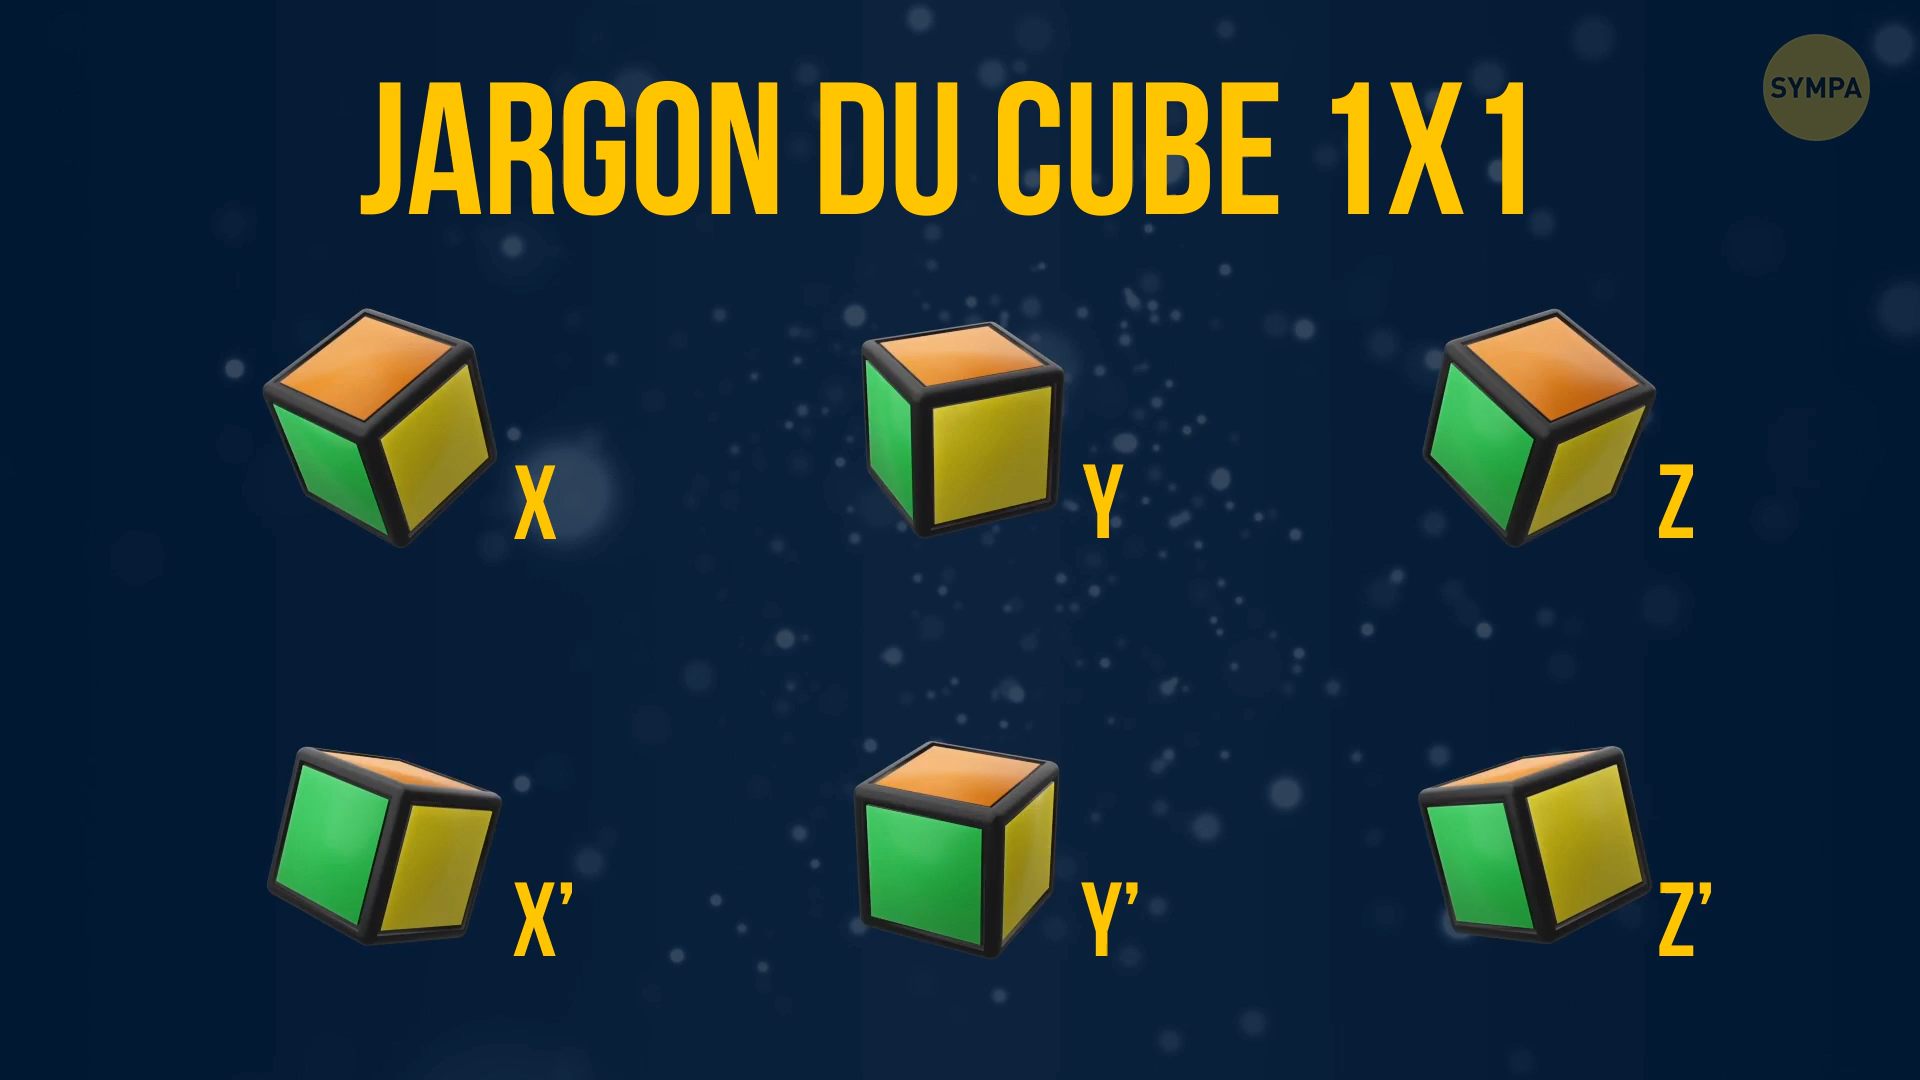 SYMPA
JARGON DU CUBE 1X1
X
Y
Z
X’
Y’
Z’